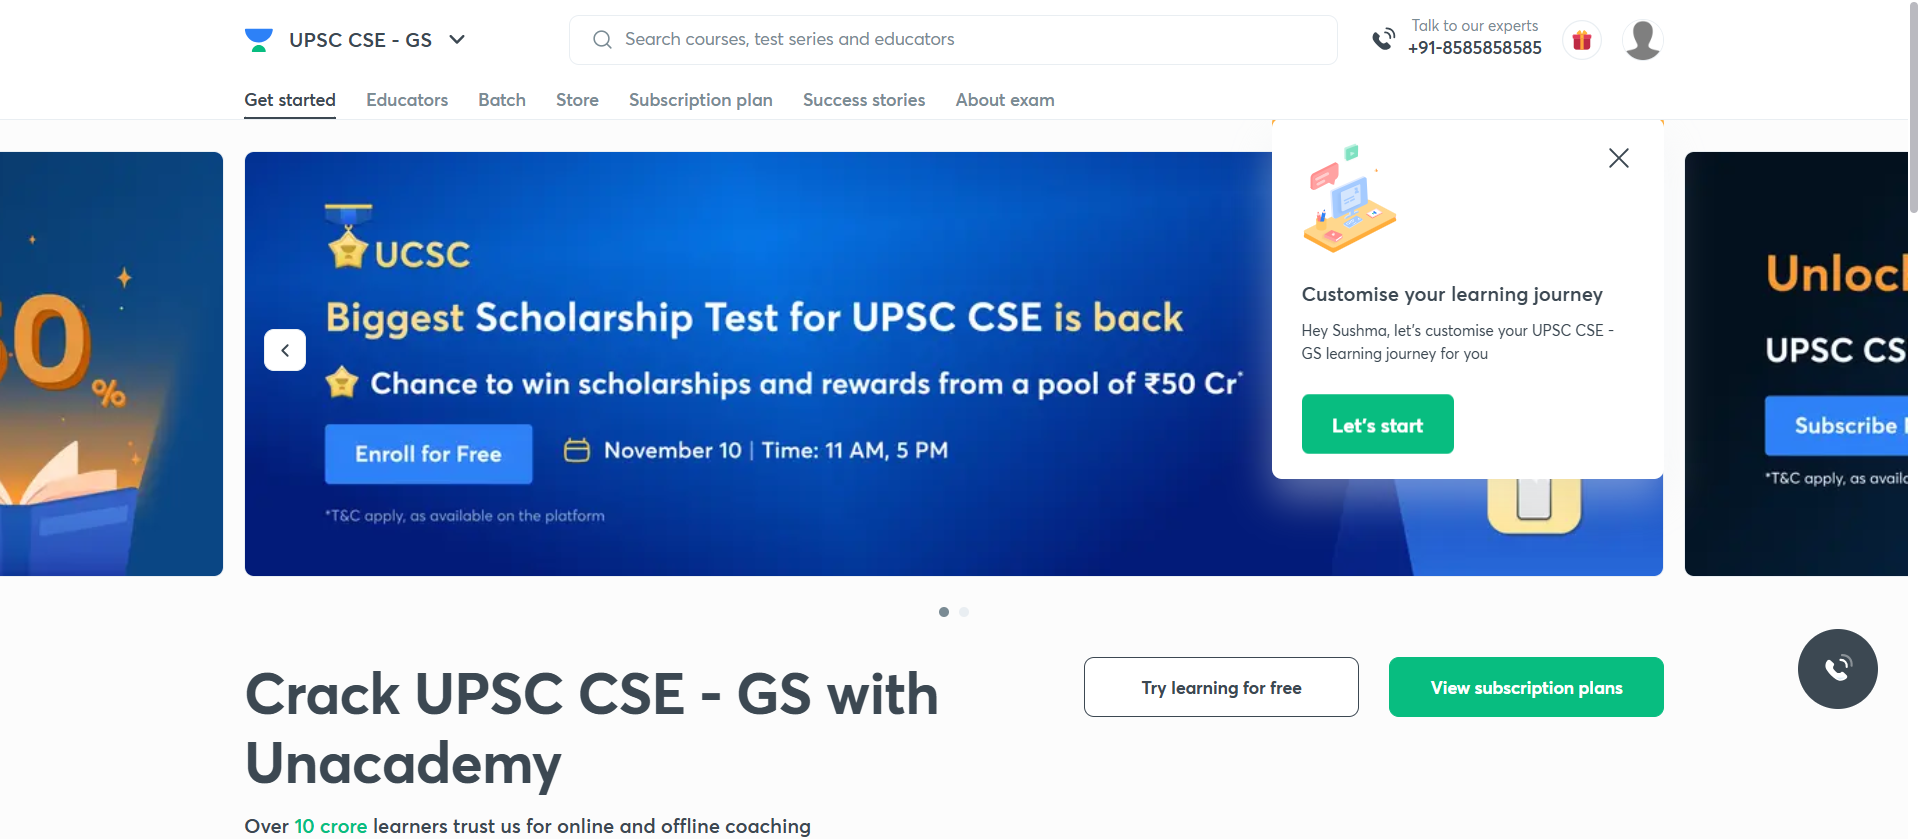 UPSC CSE - GS
Search courses, test series and educators
Talk to our experts
+91-8585858585
Get started
Educators
Batch
Store
Subscription plan
Success stories
About exam
%
UCSC
Biggest Scholarship Test for UPSC CSE is back
Chance to win scholarships and rewards from a pool of ₹50 Cr*
Enroll for Free
November 10 | Time: 11 AM, 5 PM
*T&C apply, as available on the platform
Customise your learning journey
Hey Sushma, let's customise your UPSC CSE -
GS learning journey for you
Let's start
UPSC
Subscribe
*T&C apply, as
Crack UPSC CSE - GS with
Unacademy
Try learning for free
View subscription plans
Over 10 crore learners trust us for online and offline coaching